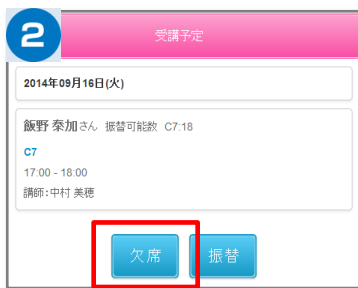 2
受講予定
2014年09月16日(火)
飯野 泰加さん 振替可能数 C7:18
C7
17:00 - 18:00
講師:中村 美穂
欠席 振替